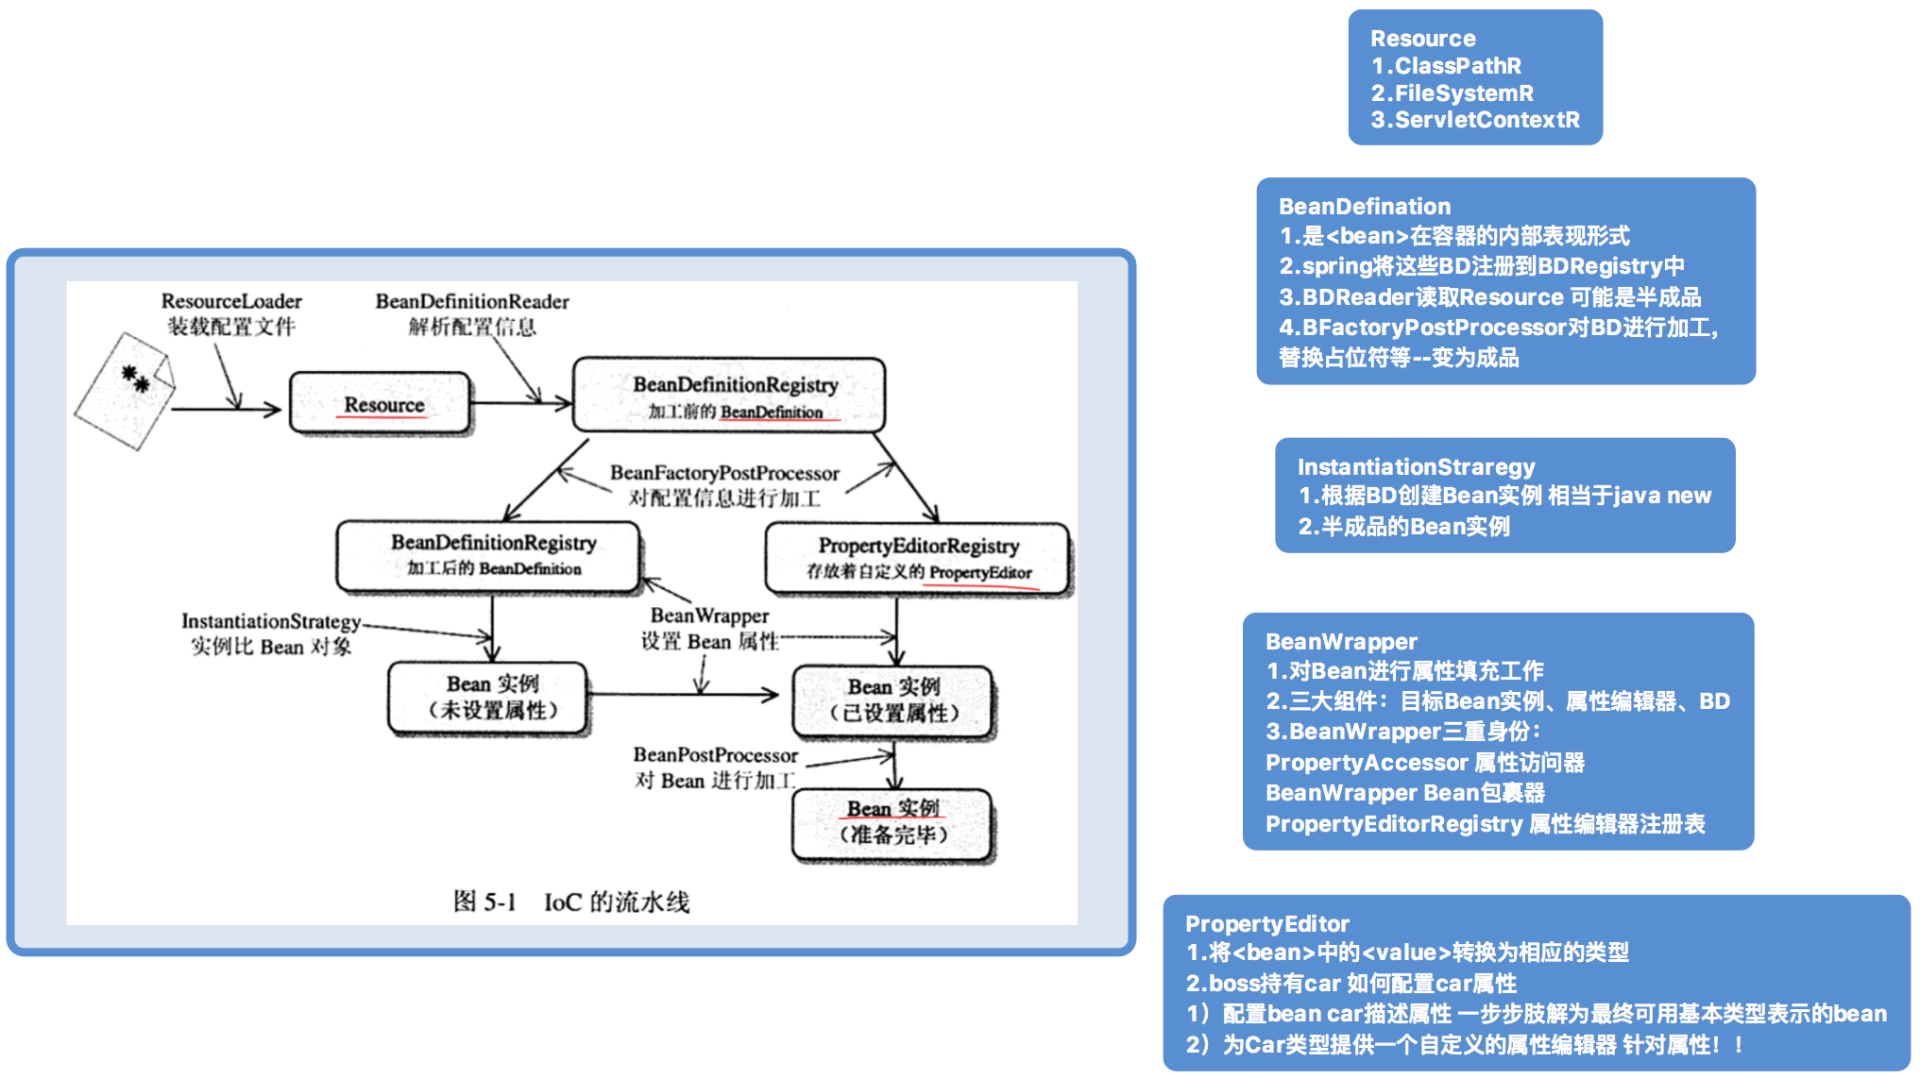 ResourceLoader
装载配置文件
BeanDefinitionReader
解析配置信息
Resource
BeanDefinitionRegistry
加工前的 BeanDefinition
BeanFactoryPostProcessor
对配置信息进行加工
BeanDefinitionRegistry
加工后的 BeanDefinition
PropertyEditorRegistry
存放着自定义的 PropertyEditor
InstantiationStrategy
实例比 Bean 对象
BeanWrapper
设置 Bean 属性
Bean 实例
（未设置属性）
Bean 实例
（已设置属性）
BeanPostProcessor
对 Bean 进行加工
Bean 实例
（准备完毕）
图 5-1 IoC 的流水线
Resource
1.ClassPathR
2.FileSystemR
3.ServletContextR
BeanDefination
1.是<bean>在容器的内部表现形式
2.spring将这些BD注册到BDRegistry中
3.BDReader读取Resource 可能是半成品
4.BFactoryPostProcessor对BD进行加工,
替换占位符等--变为成品
InstantiationStraregy
1.根据BD创建Bean实例 相当于java new
2.半成品的Bean实例
BeanWrapper
1.对Bean进行属性填充工作
2.三大组件：目标Bean实例、属性编辑器、BD
3.BeanWrapper三重身份：
PropertyAccessor 属性访问器
BeanWrapper Bean包裹器
PropertyEditorRegistry 属性编辑器注册表
PropertyEditor
1.将<bean>中的<value>转换为相应的类型
2.boss持有car 如何配置car属性
1）配置bean car描述属性 一步步肢解为最终可用基本类型表示的bean
2）为Car类型提供一个自定义的属性编辑器 针对属性！！